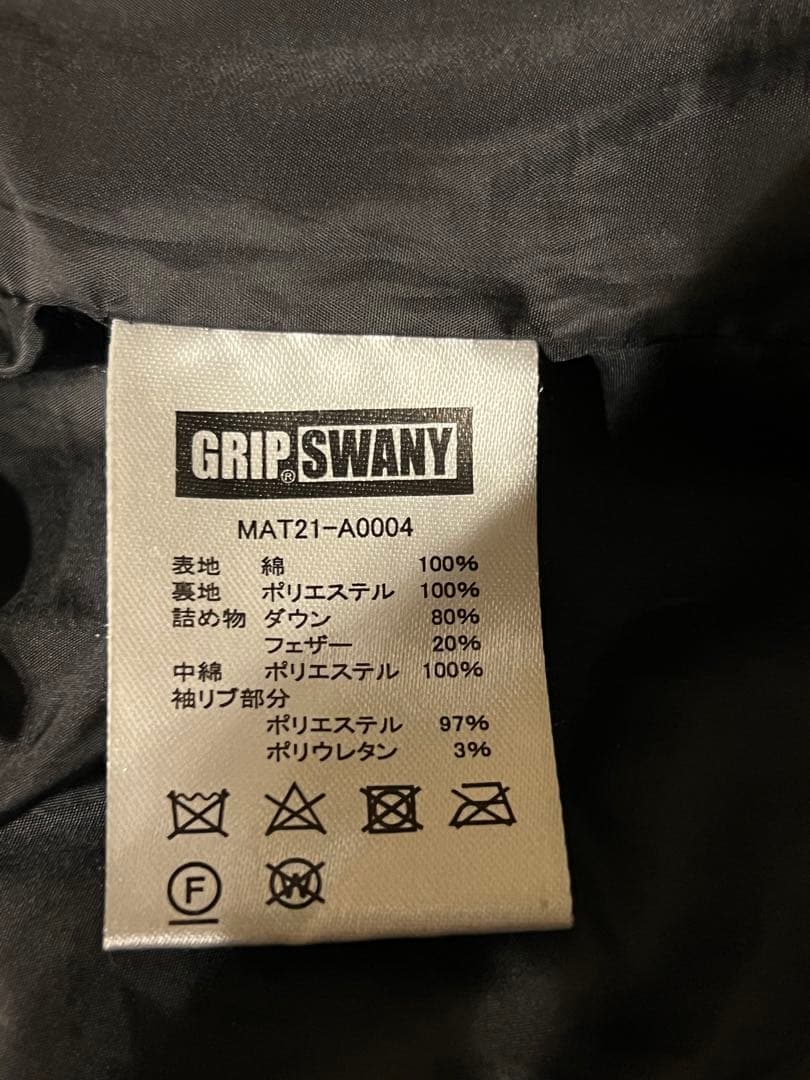 GRIP® SWANY
MAT21-A0004
表地 綿 100%
裏地 ポリエステル 100%
詰め物 ダウン 80%
フェザー 20%
中綿 ポリエステル 100%
袖リブ部分
ポリエステル 97%
ポリウレタン 3%
F W